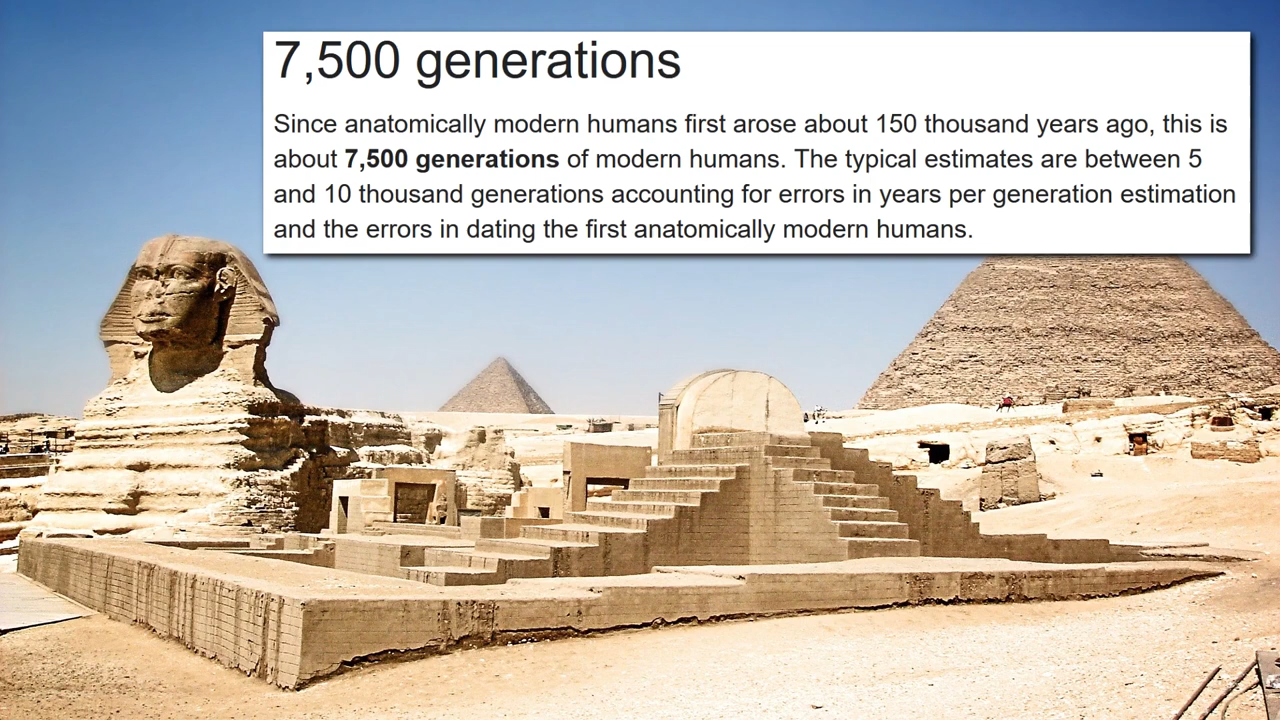 7,500 generations
Since anatomically modern humans first arose about 150 thousand years ago, this is
about 7,500 generations of modern humans. The typical estimates are between 5
and 10 thousand generations accounting for errors in years per generation estimation
and the errors in dating the first anatomically modern humans.